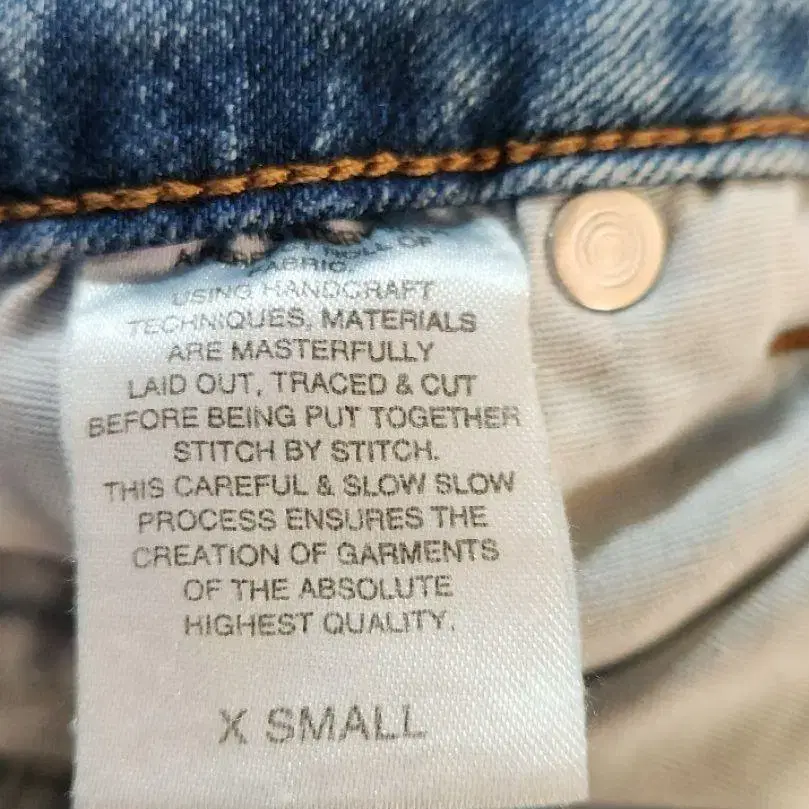 FABRIC.
USING HANDCRAFT
TECHNIQUES, MATERIALS
ARE MASTERFULLY
LAID OUT, TRACED & CUT
BEFORE BEING PUT TOGETHER
STITCH BY STITCH.
THIS CAREFUL & SLOW SLOW
PROCESS ENSURES THE
CREATION OF GARMENTS
OF THE ABSOLUTE
HIGHEST QUALITY.
X SMALL